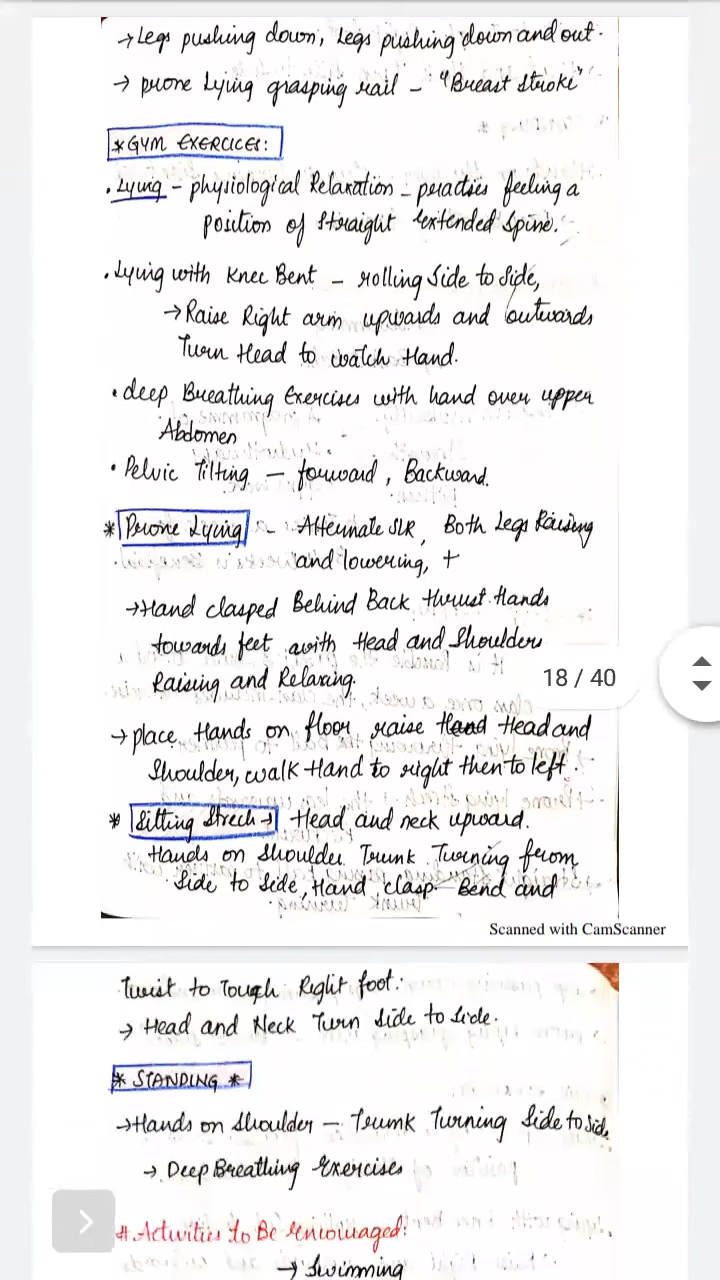 → Legs pushing down, Legs pushing down and out.
→ prone Lying grasping rail - "Breast stroke"
* GYM EXERCICES:
• Lying - physiological Relaxation - practies feeling a
position of straight extended spine.
• Lying with Knee Bent - rolling Side to Side,
→ Raise Right arm upwards and outwards
Turn Head to watch Hand.
• deep Breathing Exercises with hand over upper
Abdomen
• Pelvic Tilting - forward, Backward.
* Prone Lying - Alternate SLR, Both Legs Raising
and lowering, +
→ Hand clasped Behind Back thrust Hands
towards feet with Head and Shoulders
Raising and Relaxing.
18 / 40
→ place Hands on floor raise Head Head and
Shoulder, walk Hand to right then to left.
* Sitting Strech → Head and neck upward.
Hands on Shoulder Trunk Turning from
Side to Side, Hand clasp Bend and
Scanned with CamScanner
Twist to Tough Right foot.
→ Head and Neck Turn Side to Side.
* STANDING *
→ Hands on Shoulder - Trunk Turning Side to Side
→ Deep Breathing Exercises
# Activities to Be Encouraged:
→ Swimming